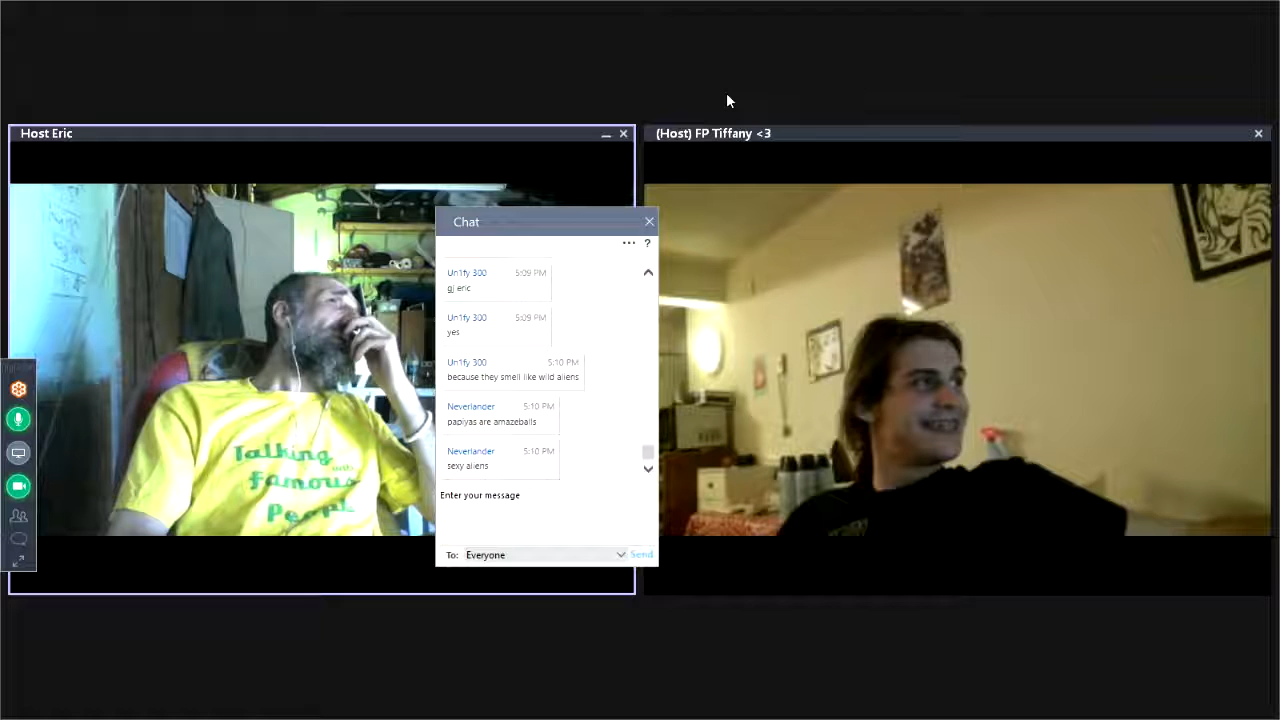 Host Eric
(Host) FP Tiffany <3
Chat
?
Un1fy 300 5:09 PM
gj eric
Un1fy 300 5:09 PM
yes
Un1fy 300 5:10 PM
because they smell like wild aliens
Neverlander 5:10 PM
papiyas are amazeballs
Neverlander 5:10 PM
sexy aliens
Enter your message
To: Everyone Send
Talking
with
Famous
People